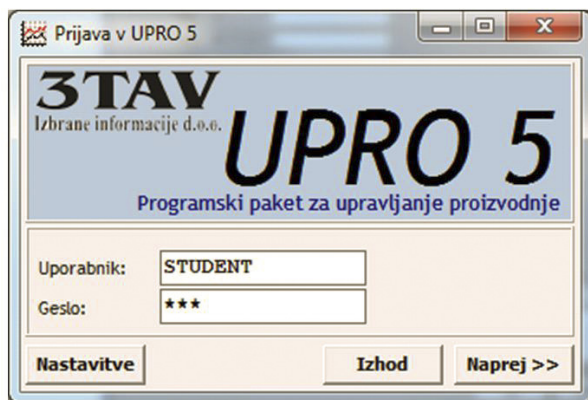 Prijava v UPRO 5
3TAV
Izbrane informacije d.o.o.
UPRO 5
Programski paket za upravljanje proizvodnje
Uporabnik: STUDENT
Geslo: ***
Nastavitve Izhod Naprej >>